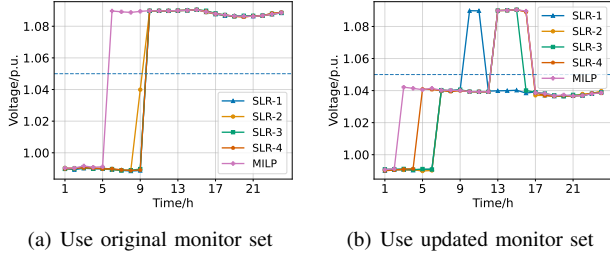 1.08
1.06
1.04
1.02
1.00
Voltage/p.u.
SLR-1
SLR-2
SLR-3
SLR-4
MILP
1 5 9 13 17 21
Time/h
(a) Use original monitor set
1.08
1.06
1.04
1.02
1.00
Voltage/p.u.
SLR-1
SLR-2
SLR-3
SLR-4
MILP
1 5 9 13 17 21
Time/h
(b) Use updated monitor set